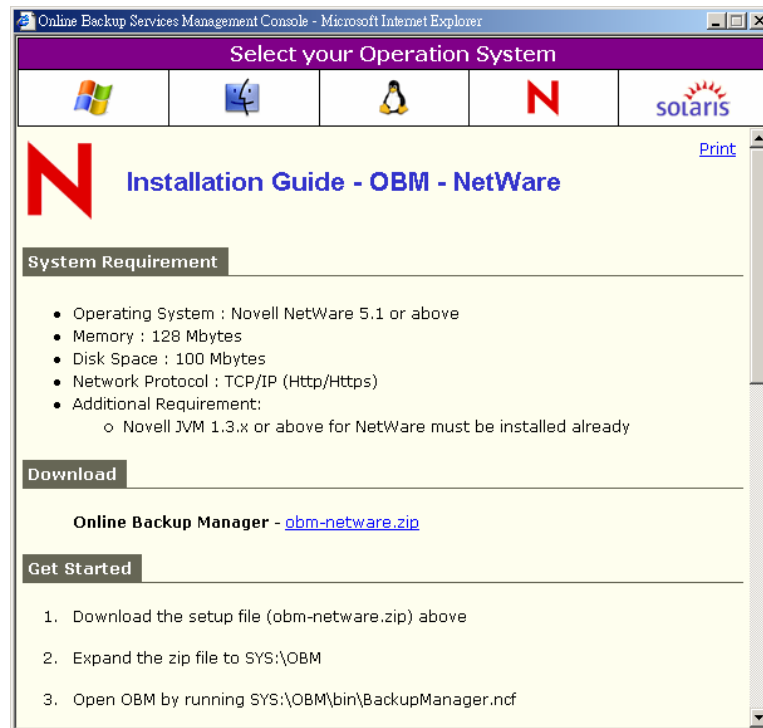 Online Backup Services Management Console - Microsoft Internet Explorer
Select your Operation System
N
solaris
Print
N
Installation Guide - OBM - NetWare
System Requirement
• Operating System : Novell NetWare 5.1 or above
• Memory : 128 Mbytes
• Disk Space : 100 Mbytes
• Network Protocol : TCP/IP (Http/Https)
• Additional Requirement:
o Novell JVM 1.3.x or above for NetWare must be installed already
Download
Online Backup Manager - obm-netware.zip
Get Started
1. Download the setup file (obm-netware.zip) above
2. Expand the zip file to SYS:\OBM
3. Open OBM by running SYS:\OBM\bin\BackupManager.ncf